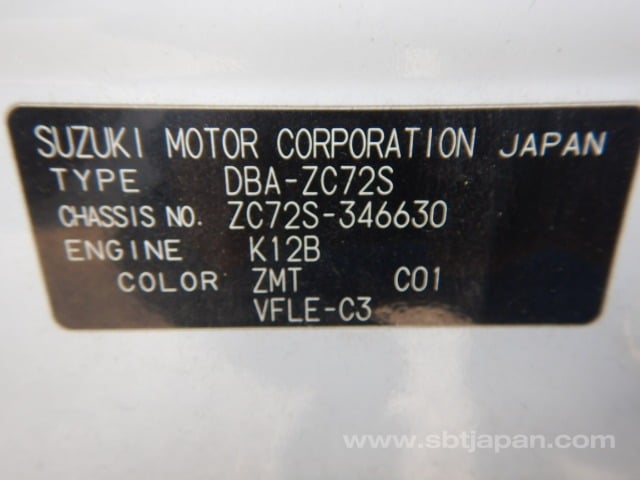 SUZUKI MOTOR CORPORATION JAPAN
TYPE DBA-ZC72S
CHASSIS NO. ZC72S-346630
ENGINE K12B
COLOR ZMT C01
VFLE-C3
www.sbtjapan.com